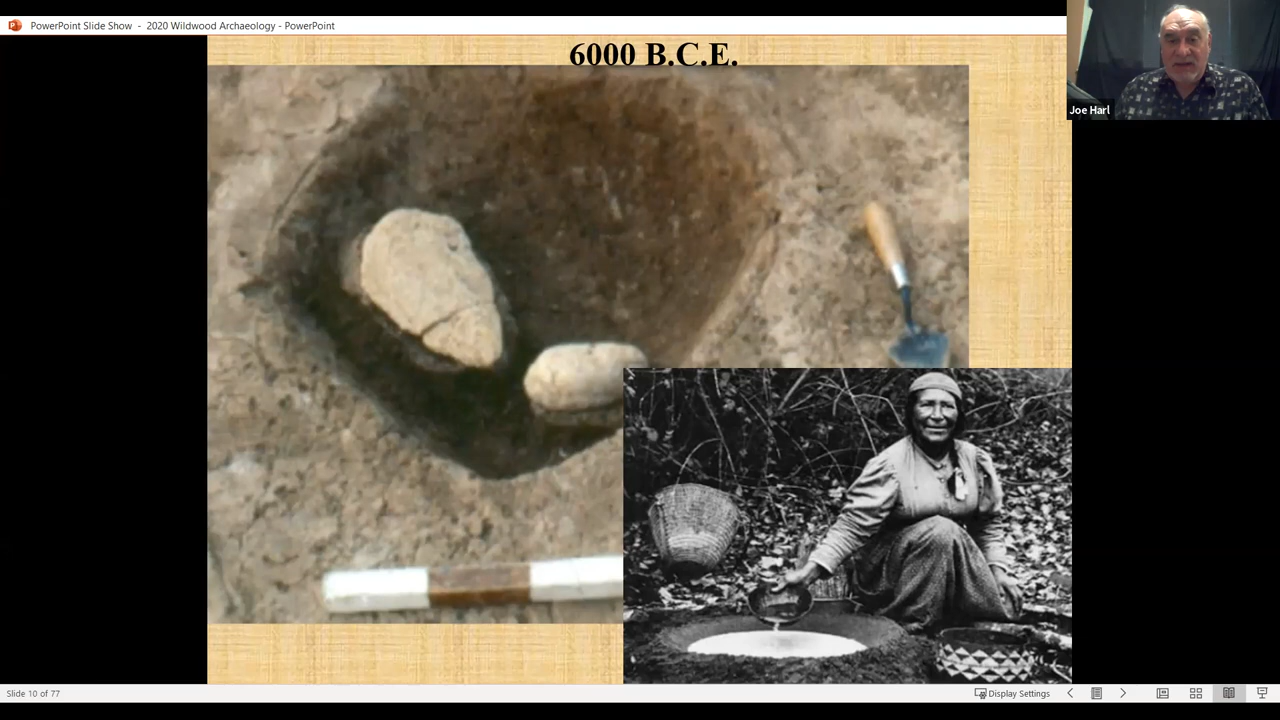 PowerPoint Slide Show - 2020 Wildwood Archaeology - PowerPoint
6000 B.C.E.
Joe Harl
Slide 10 of 77
Display Settings